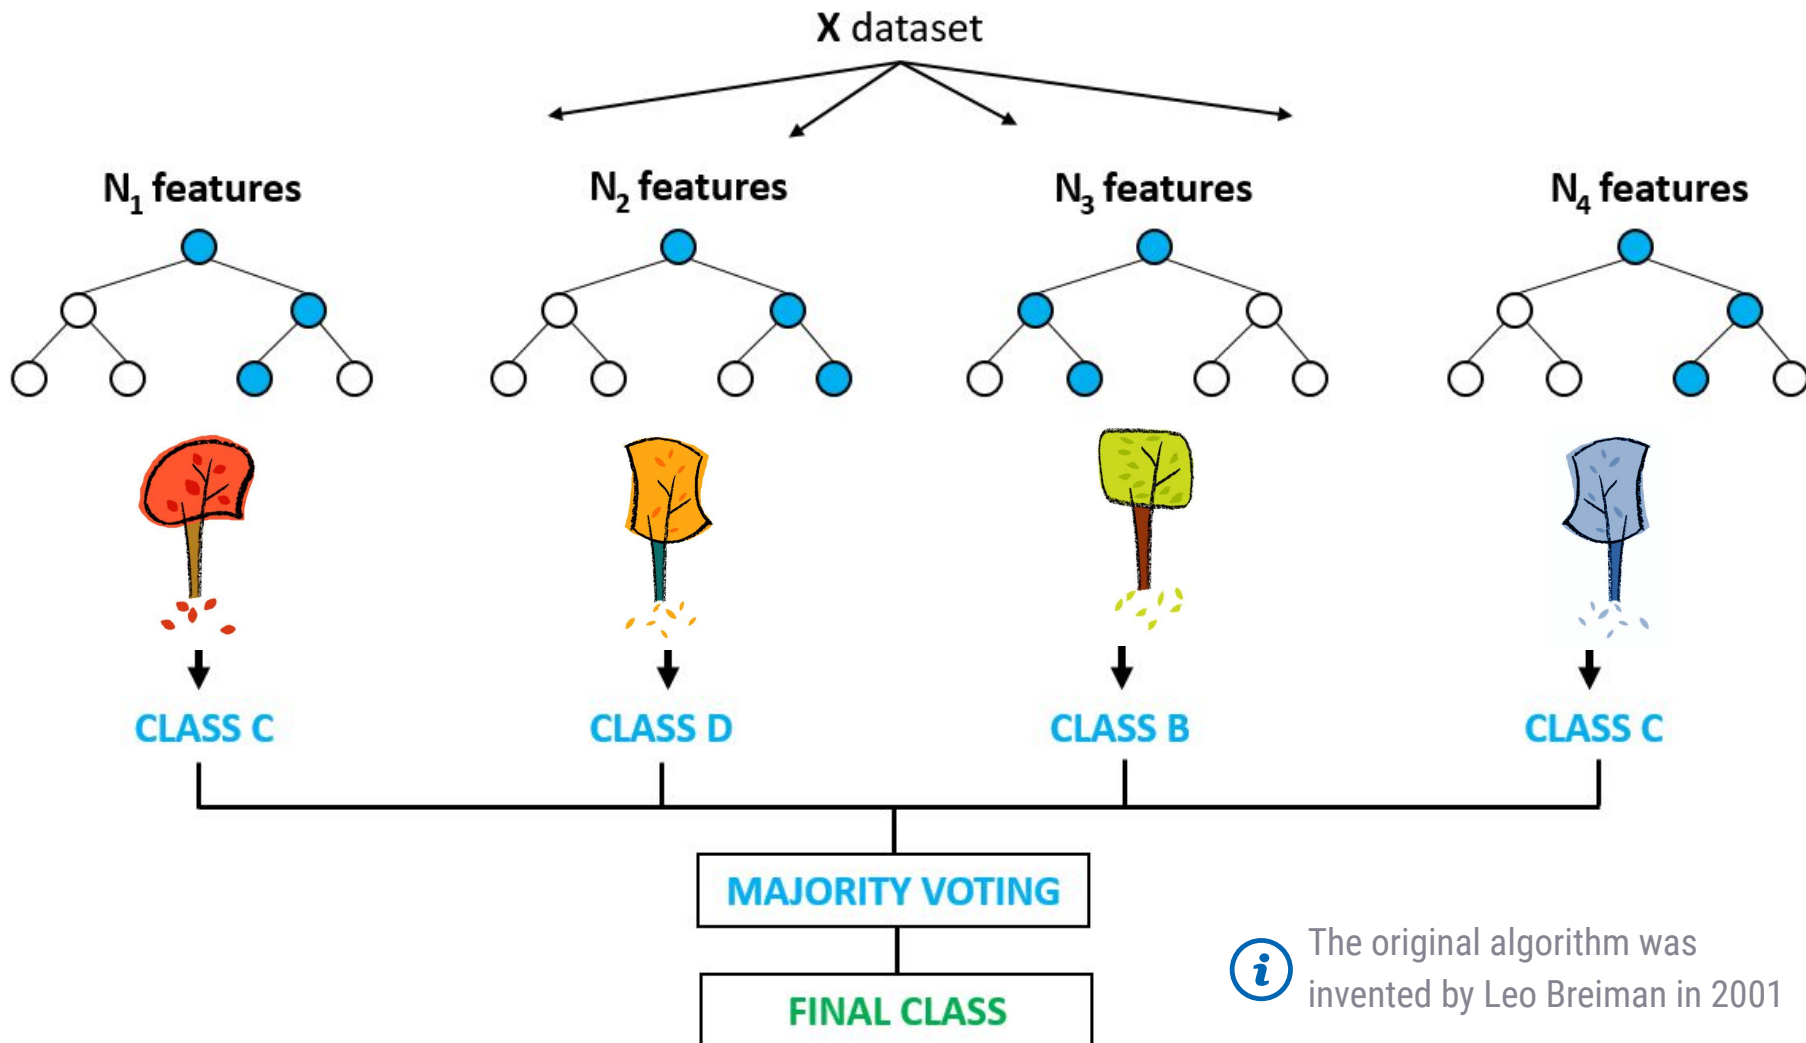 X dataset
N₁ features
N₂ features
N₃ features
N₄ features
CLASS C
CLASS D
CLASS B
CLASS C
MAJORITY VOTING
FINAL CLASS
i
The original algorithm was
invented by Leo Breiman in 2001